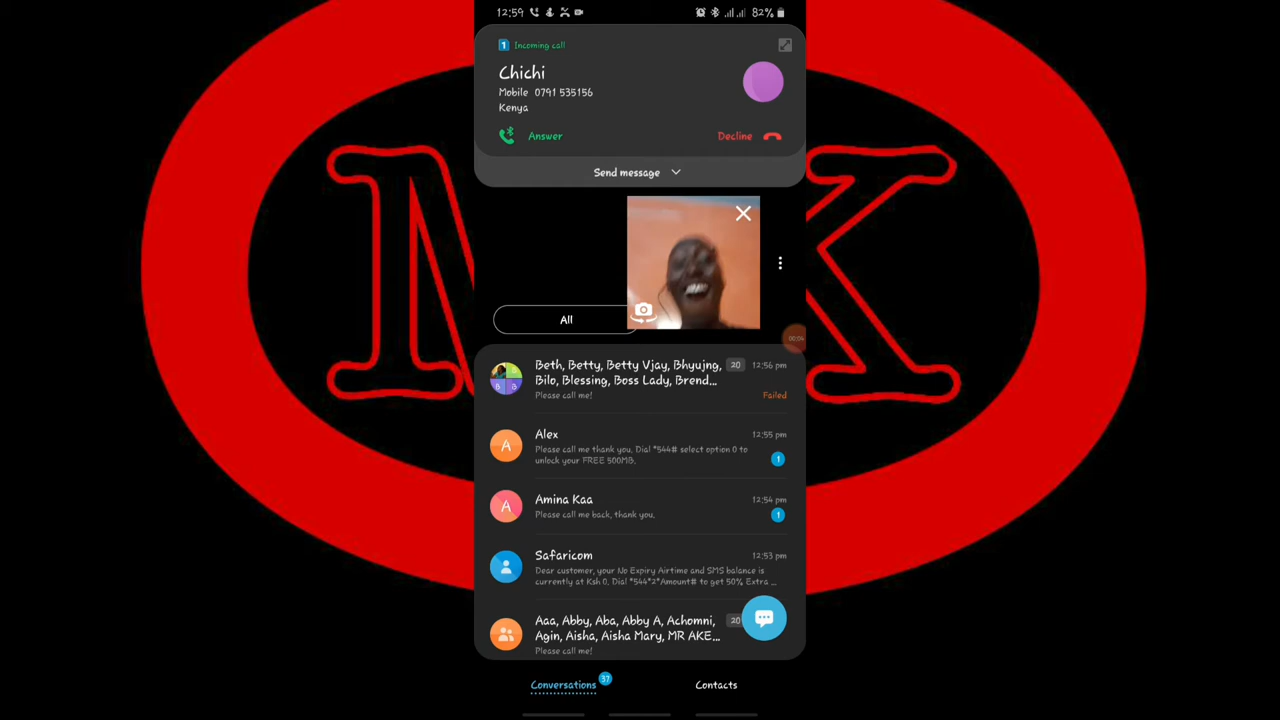 M K
12:59
82%
1 Incoming call
Chichi
Mobile 0791 535156
Kenya
Answer
Decline
Send message
All
00:04
Beth, Betty, Betty Vjay, Bhyujng, 20 12:56 pm
Bilo, Blessing, Boss Lady, Brend...
Please call me! Failed
B
B
Alex 12:55 pm
A
Please call me thank you, Dial *544# select option 0 to
unlock your FREE 500MB.
1
Amina Kaa 12:54 pm
A
Please call me back, thank you.
1
Safaricom 12:53 pm
Dear customer, your No Expiry Airtime and SMS balance is
currently at Ksh 0. Dial *544*2*Amount# to get 50% Extra ...
Aaa, Abby, Aba, Abby A, Achomni, 20
Agin, Aisha, Aisha Mary, MR AKE...
Please call me!
Conversations 37
Contacts